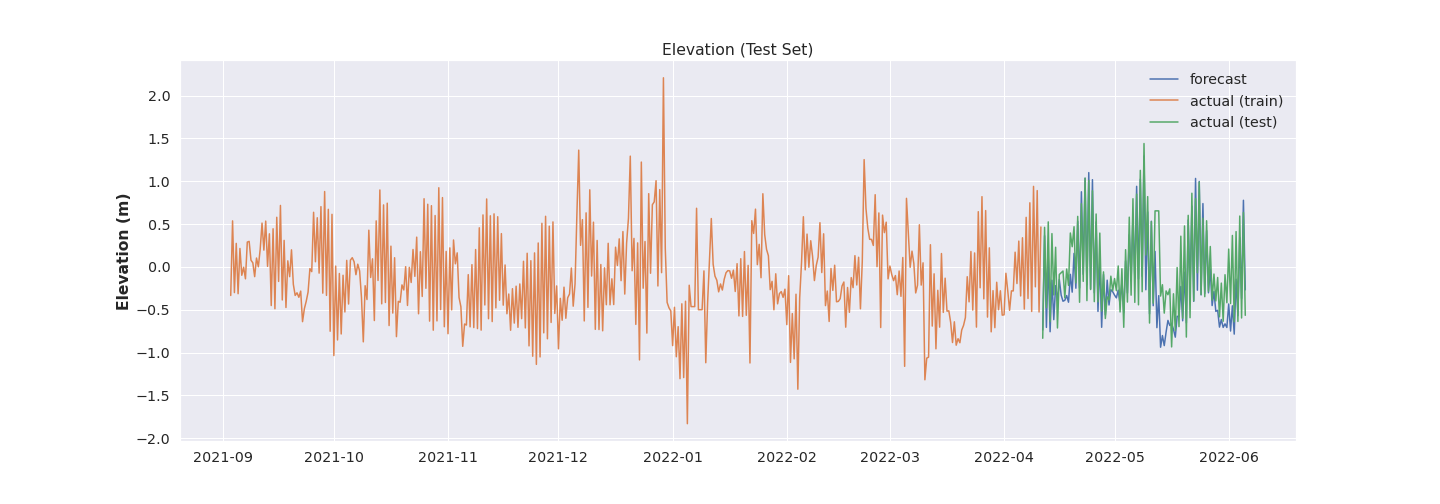 Elevation (Test Set)
forecast
actual (train)
actual (test)
Elevation (m)
2.0
1.5
1.0
0.5
0.0
−0.5
−1.0
−1.5
−2.0
2021-09 2021-10 2021-11 2021-12 2022-01 2022-02 2022-03 2022-04 2022-05 2022-06